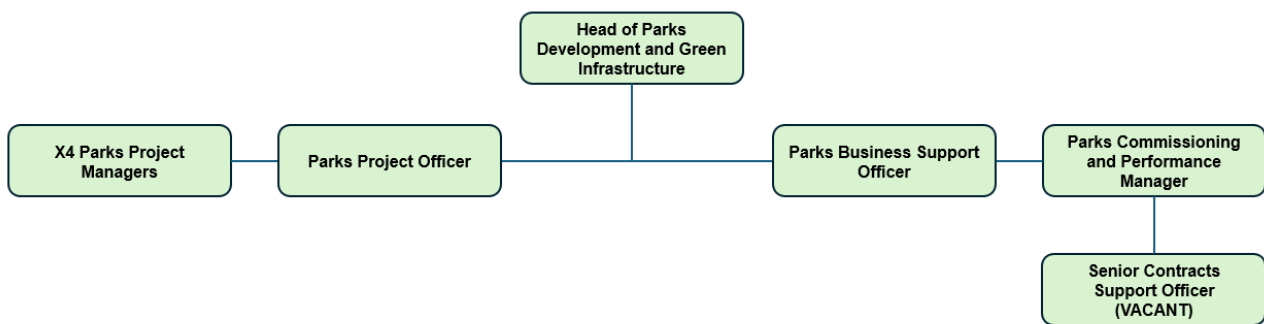 Head of Parks
Development and Green
Infrastructure
X4 Parks Project
Managers
Parks Project Officer
Parks Business Support
Officer
Parks Commissioning
and Performance
Manager
Senior Contracts
Support Officer
(VACANT)